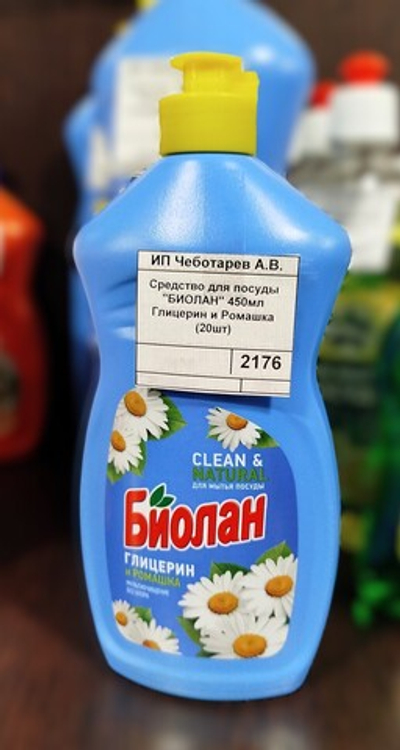 ИП Чеботарев А.В.
Средство для посуды
"БИОЛАН" 450мл
Глицерин и Ромашка
(20шт)
2176
CLEAN &
NATURAL
ДЛЯ МЫТЬЯ ПОСУДЫ
Биолан
ГЛИЦЕРИН
и РОМАШКА